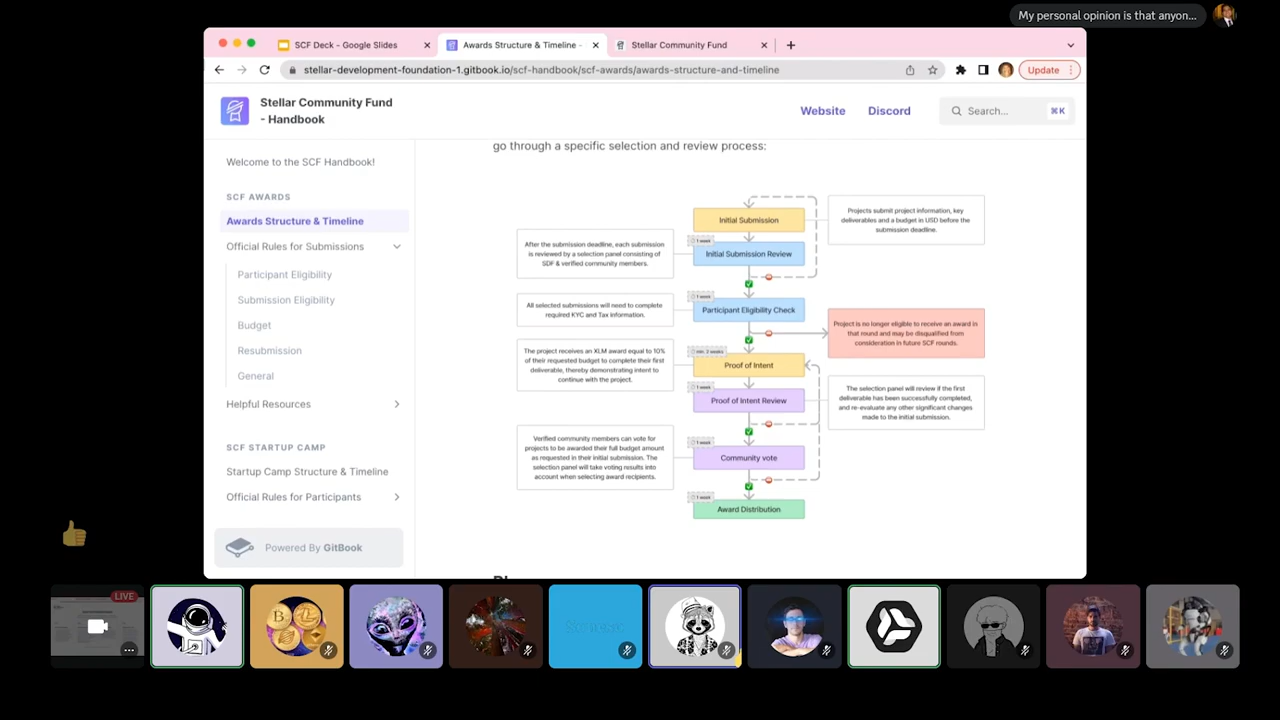 My personal opinion is that anyon...
SCF Deck - Google Slides
Awards Structure & Timeline -
Stellar Community Fund
stellar-development-foundation-1.gitbook.io/scf-handbook/scf-awards/awards-structure-and-timeline
Update
Stellar Community Fund
- Handbook
Website
Discord
Search...
⌘K
Welcome to the SCF Handbook!
SCF AWARDS
Awards Structure & Timeline
Official Rules for Submissions
Participant Eligibility
Submission Eligibility
Budget
Resubmission
General
Helpful Resources
SCF STARTUP CAMP
Startup Camp Structure & Timeline
Official Rules for Participants
Powered By GitBook
go through a specific selection and review process:
Initial Submission
Projects submit project information, key
deliverables and a budget in USD before the
submission deadline.
After the submission deadline, each submission
is reviewed by a selection panel consisting of
SDF & verified community members.
1 week
Initial Submission Review
All selected submissions will need to complete
required KYC and Tax information.
1 week
Participant Eligibility Check
Project is no longer eligible to receive an award in
that round and may be disqualified from
consideration in future SCF rounds.
The project receives an XLM award equal to 10%
of their requested budget to complete their first
deliverable, thereby demonstrating intent to
continue with the project.
min. 2 weeks
Proof of Intent
1 week
Proof of Intent Review
The selection panel will review if the first
deliverable has been successfully completed,
and re-evaluate any other significant changes
made to the initial submission.
Verified community members can vote for
projects to be awarded their full budget amount
as requested in their initial submission. The
selection panel will take voting results into
account when selecting award recipients.
1 week
Community vote
1 week
Award Distribution
LIVE